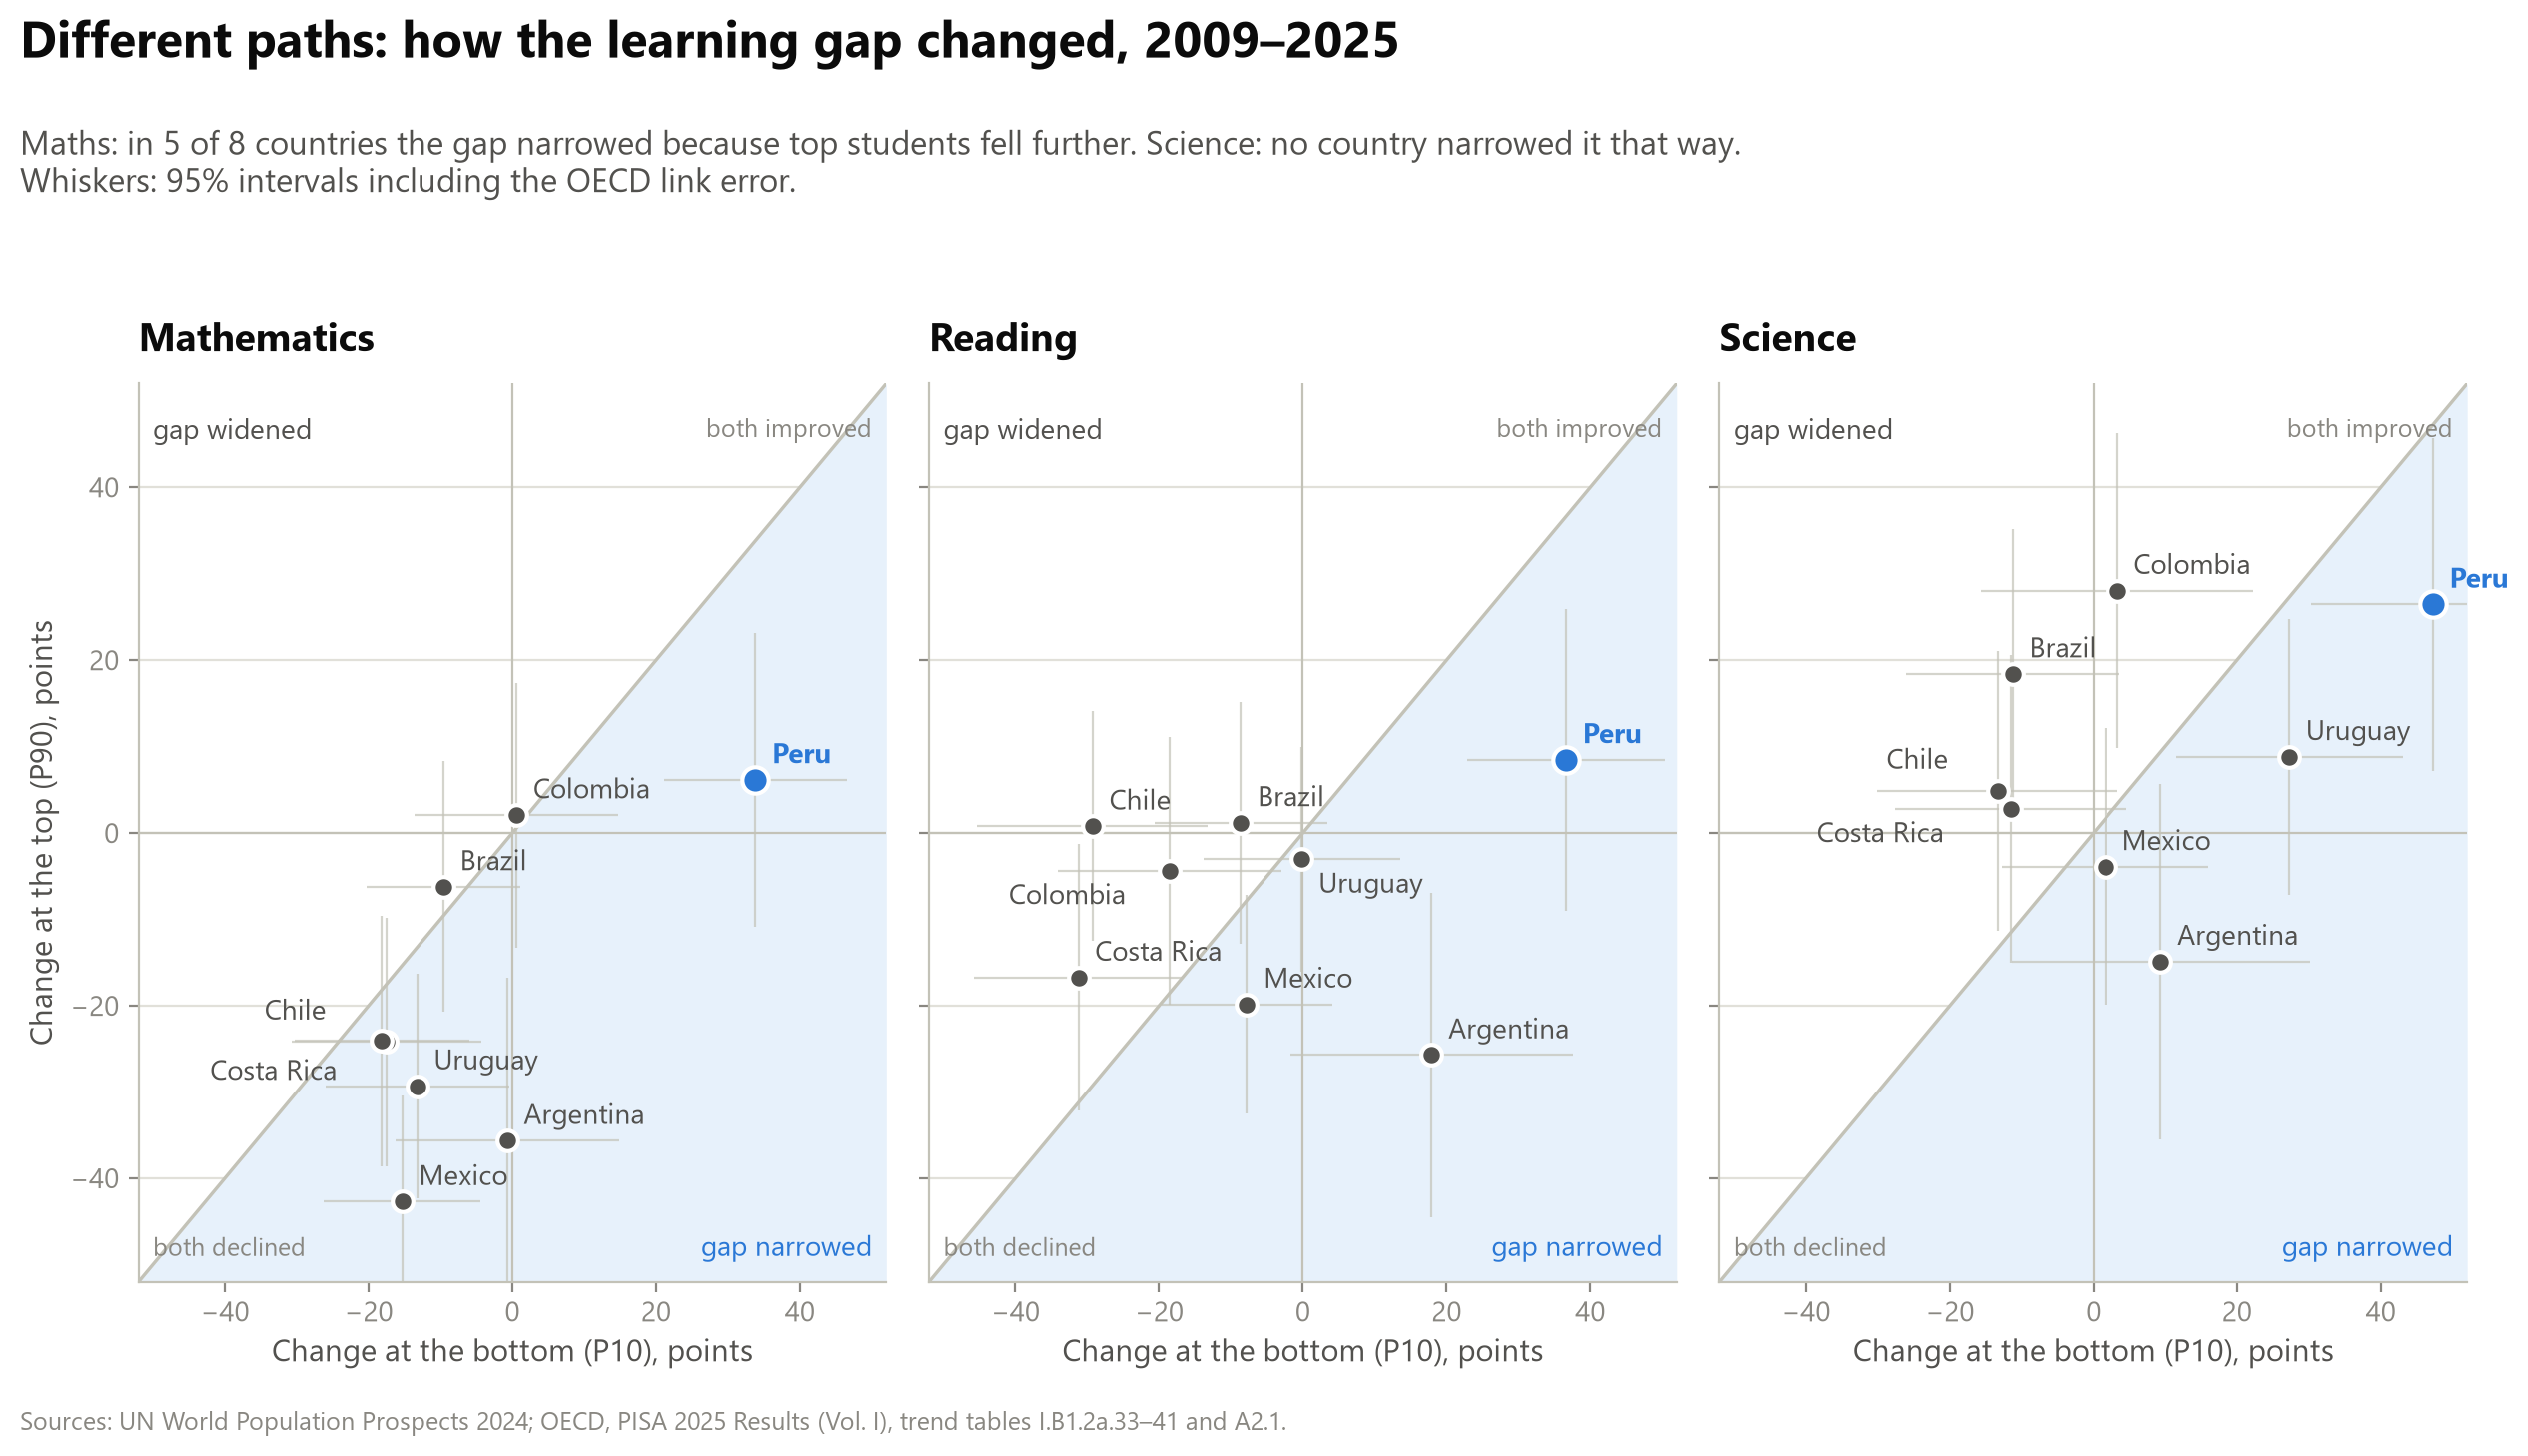 Different paths: how the learning gap changed, 2009–2025
Maths: in 5 of 8 countries the gap narrowed because top students fell further. Science: no country narrowed it that way.
Whiskers: 95% intervals including the OECD link error.
Mathematics
gap widened
both improved
Peru
Colombia
Brazil
Chile
Costa Rica
Uruguay
Argentina
Mexico
both declined
gap narrowed
Change at the top (P90), points
40
20
0
−20
−40
−40
−20
0
20
40
Change at the bottom (P10), points
Reading
gap widened
both improved
Peru
Chile
Brazil
Colombia
Uruguay
Costa Rica
Mexico
Argentina
both declined
gap narrowed
−40
−20
0
20
40
Change at the bottom (P10), points
Science
gap widened
both improved
Colombia
Peru
Brazil
Uruguay
Chile
Costa Rica
Mexico
Argentina
both declined
gap narrowed
−40
−20
0
20
40
Change at the bottom (P10), points
Sources: UN World Population Prospects 2024; OECD, PISA 2025 Results (Vol. I), trend tables I.B1.2a.33–41 and A2.1.